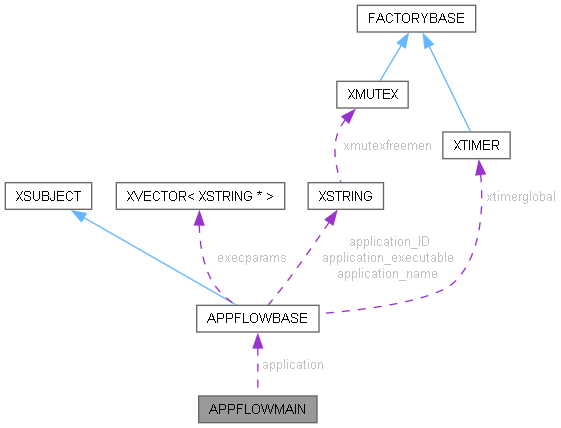 FACTORYBASE
XMUTEX
xmutexfreemen
XTIMER
XSUBJECT
XVECTOR< XSTRING * >
XSTRING
xtimerglobal
execparams
application_ID
application_executable
application_name
APPFLOWBASE
application
APPFLOWMAIN